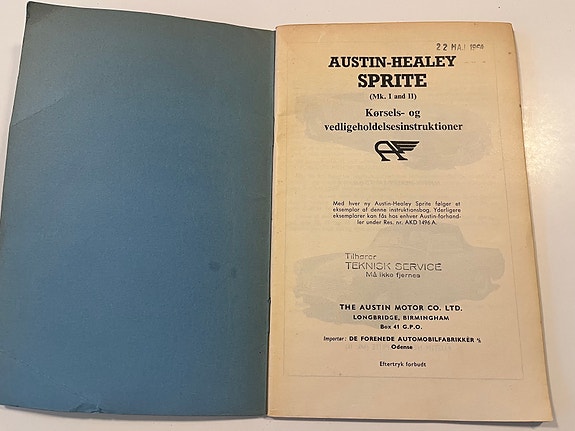 22 MAJ
AUSTIN-HEALEY
SPRITE
(Mk. I and II)
Kørsels- og
vedligeholdelsesinstruktioner
Med hver ny Austin-Healey Sprite følger et
eksemplar af denne instruktionsbog. Yderligere
eksemplarer kan fås hos enhver Austin-forhand-
ler under Res. nr. AKD 1496 A.
Tilhører
TEKNISK SERVICE
Må ikke fjernes
THE AUSTIN MOTOR CO. LTD.
LONGBRIDGE, BIRMINGHAM
Box 41 G.P.O.
Importør: DE FORENEDE AUTOMOBILFABRIKKER A/S
Odense
Eftertryk forbudt